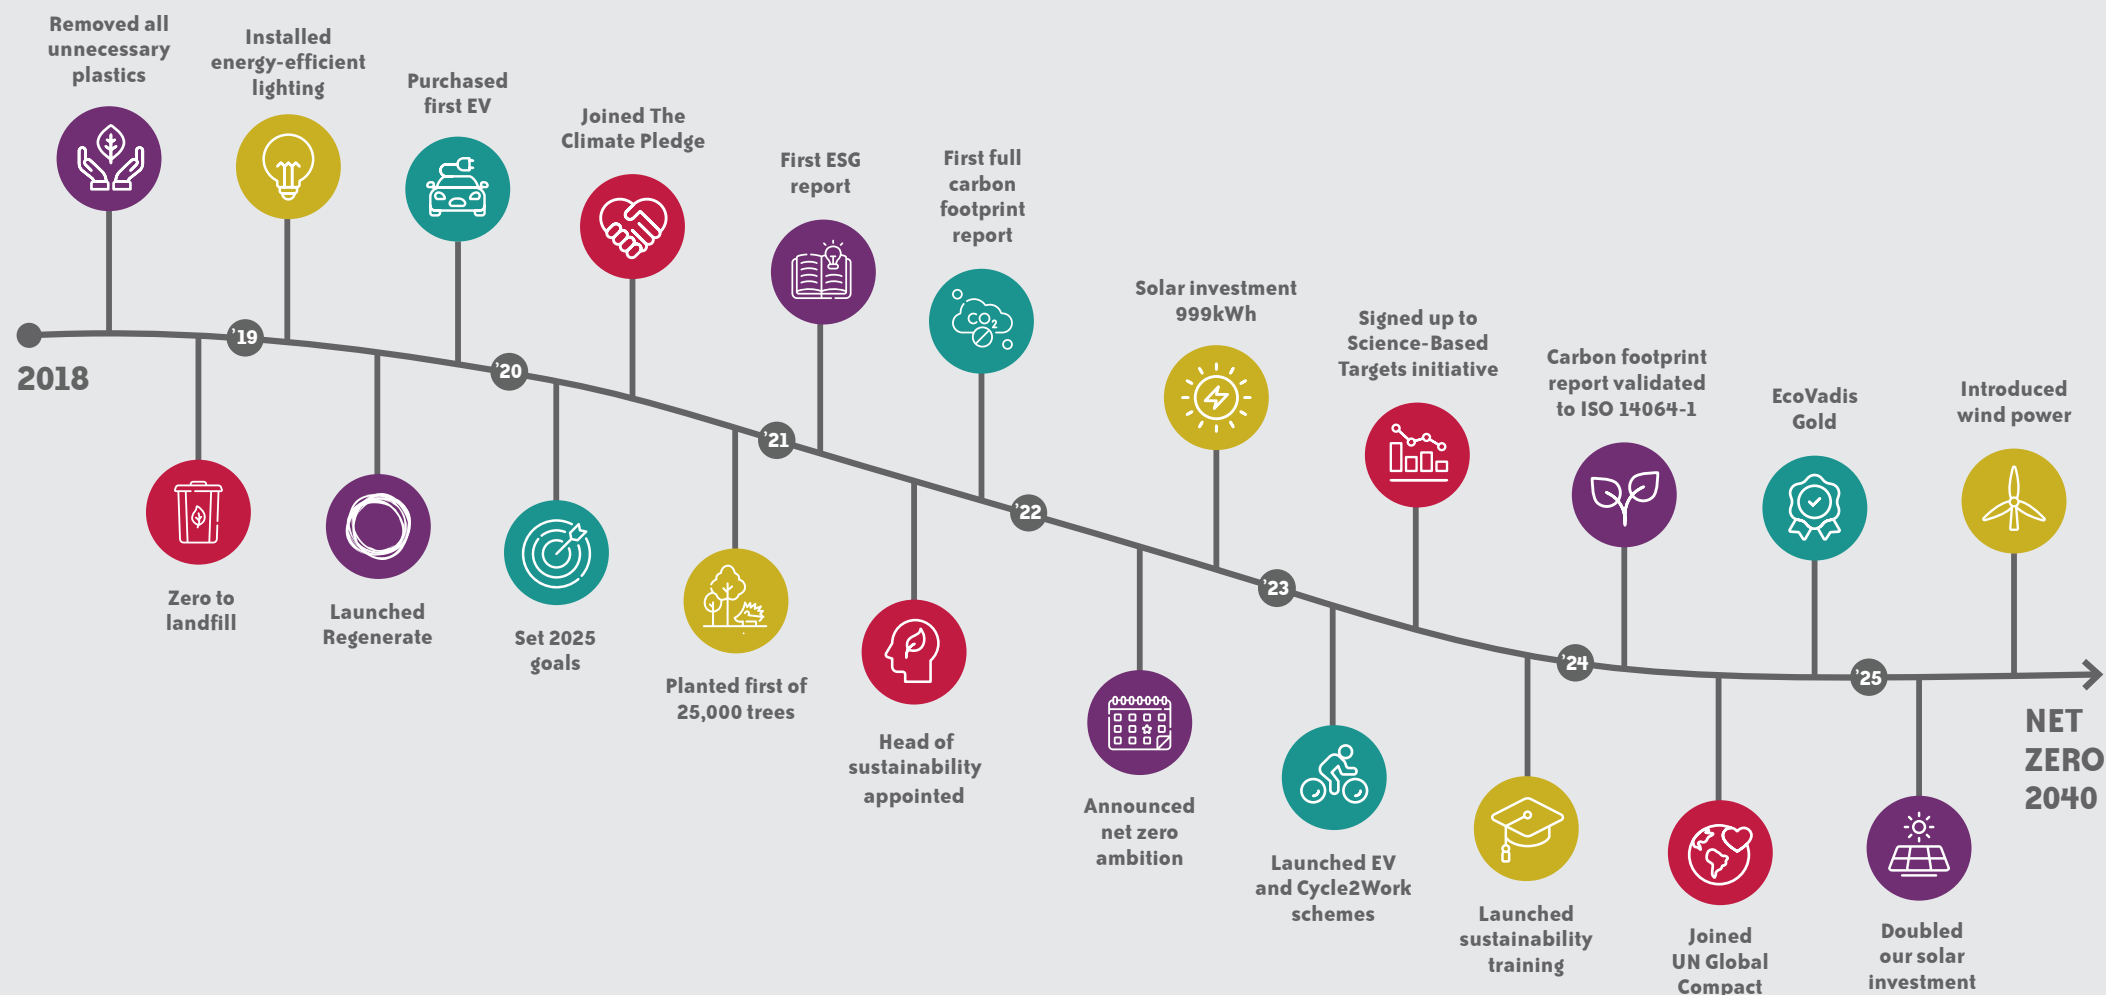 Removed all
unnecessary
plastics
Installed
energy-efficient
lighting
Purchased
first EV
Joined The
Climate Pledge
First ESG
report
First full
carbon
footprint
report
CO2
Solar investment
999kWh
Signed up to
Science-Based
Targets initiative
Carbon footprint
report validated
to ISO 14064-1
EcoVadis
Gold
Introduced
wind power
2018
'19
'20
'21
'22
'23
'24
'25
NET
ZERO
2040
Zero to
landfill
Launched
Regenerate
Set 2025
goals
Planted first of
25,000 trees
Head of
sustainability
appointed
Announced
net zero
ambition
Launched EV
and Cycle2Work
schemes
Launched
sustainability
training
Joined
UN Global
Compact
Doubled
our solar
investment